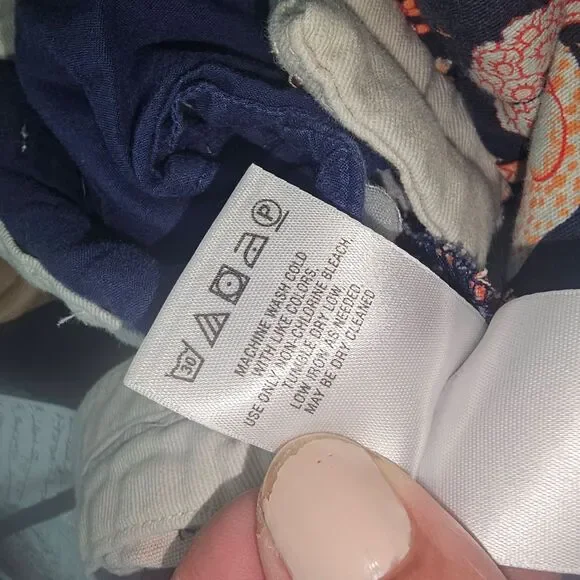 30
P
MACHINE WASH COLD
WITH LIKE COLORS.
USE ONLY NON-CHLORINE BLEACH.
TUMBLE DRY LOW
LOW IRON AS NEEDED
MAY BE DRY CLEANED